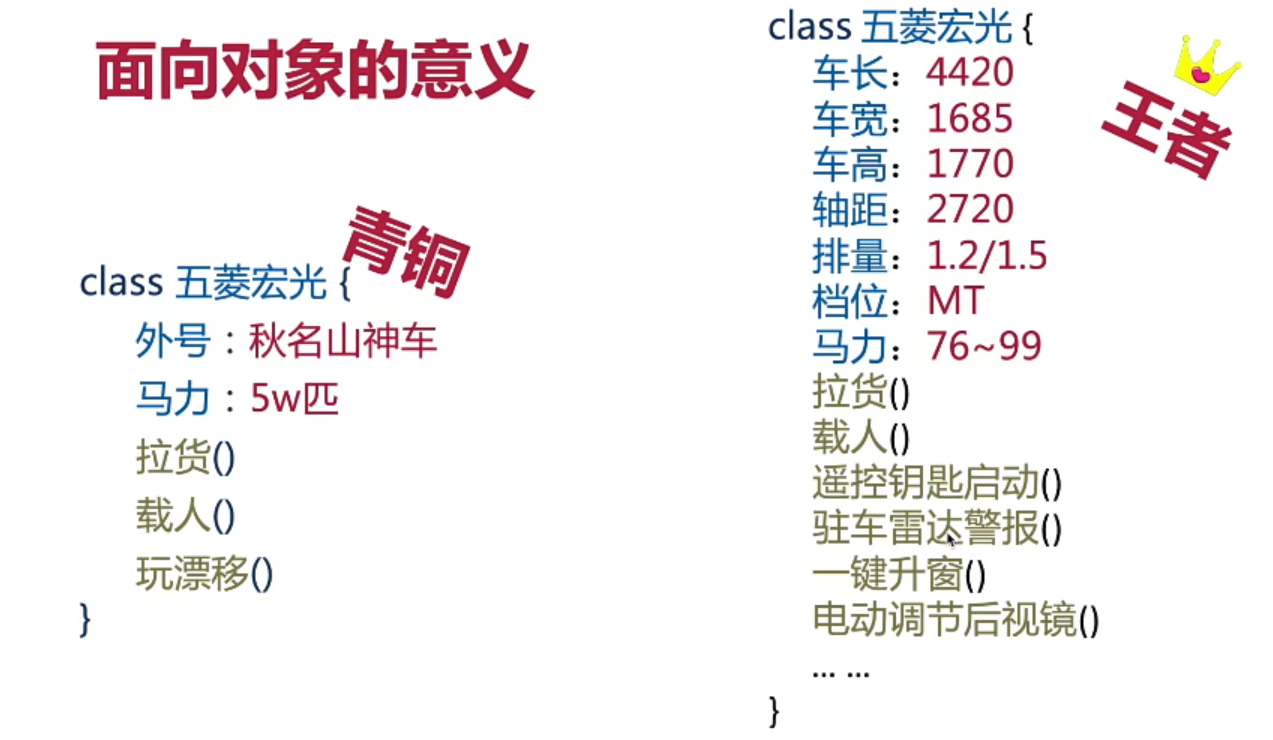 面向对象的意义
青铜
class 五菱宏光 {
外号：秋名山神车
马力：5w匹
拉货()
载人()
玩漂移()
}
王者
class 五菱宏光 {
车长：4420
车宽：1685
车高：1770
轴距：2720
排量：1.2/1.5
档位：MT
马力：76~99
拉货()
载人()
遥控钥匙启动()
驻车雷达警报()
一键升窗()
电动调节后视镜()
... ...
}